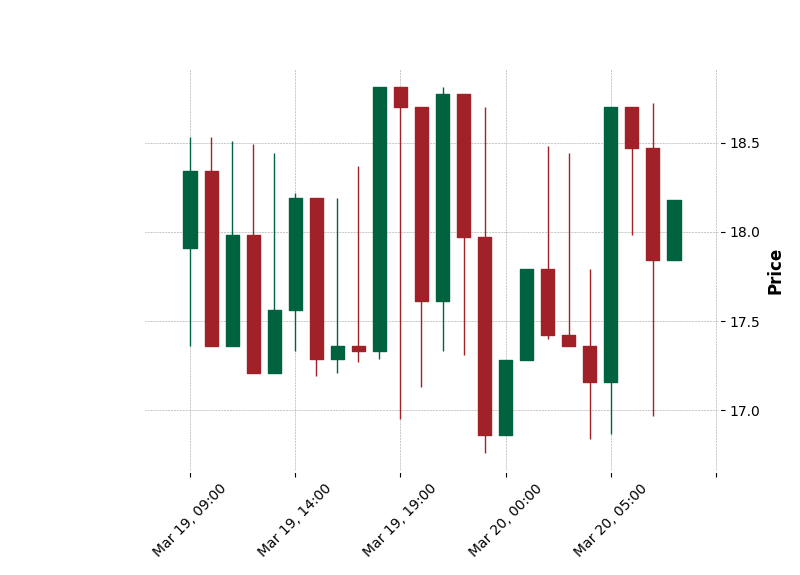 18.5
18.0
17.5
17.0
Price
Mar 19, 09:00
Mar 19, 14:00
Mar 19, 19:00
Mar 20, 00:00
Mar 20, 05:00